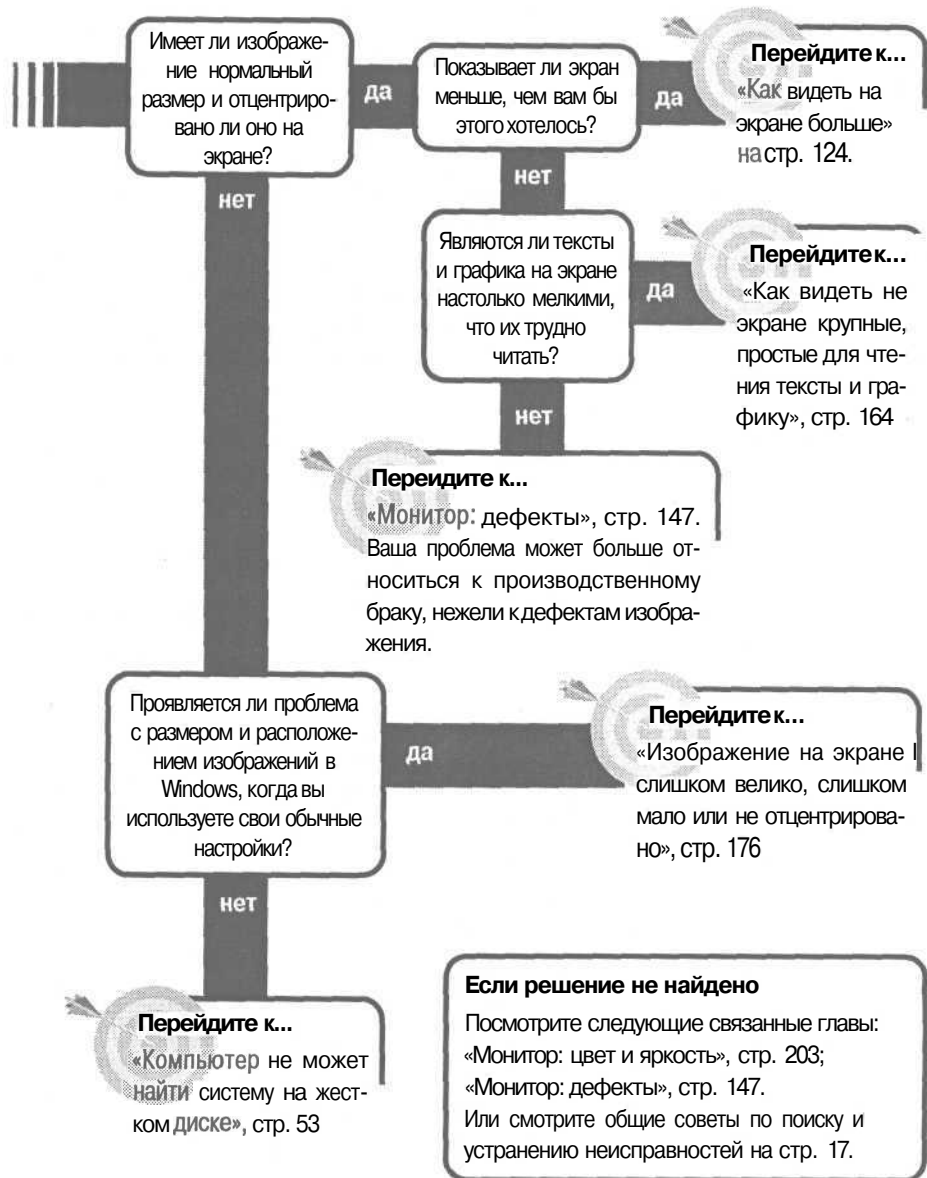 Имеет ли изображе-
ние нормальный
размер и отцентриро-
вано ли оно на
экране?
да
Показывает ли экран
меньше, чем вам бы
этого хотелось?
да
Перейдите к...
«Как видеть на
экране больше»
на стр. 124.
нет
нет
Являются ли тексты
и графика на экране
настолько мелкими,
что их трудно
читать?
да
Перейдите к...
«Как видеть не
экране крупные,
простые для чте-
ния тексты и гра-
фику», стр. 164
нет
Переидите к...
«Монитор: дефекты», стр. 147.
Ваша проблема может больше от-
носиться к производственному
браку, нежели к дефектам изобра-
жения.
Проявляется ли проблема
с размером и расположе-
нием изображений в
Windows, когда вы
используете свои обычные
настройки?
да
Перейдите к...
«Изображение на экране
слишком велико, слишком
мало или не отцентрирова-
но», стр. 176
нет
Перейдите к...
«Компьютер не может
найти систему на жест-
ком диске», стр. 53
Если решение не найдено
Посмотрите следующие связанные главы:
«Монитор: цвет и яркость», стр. 203;
«Монитор: дефекты», стр. 147.
Или смотрите общие советы по поиску и
устранению неисправностей на стр. 17.